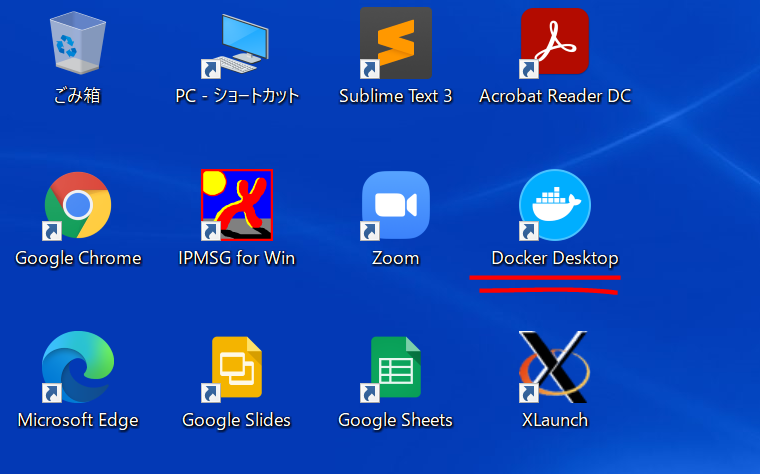 ごみ箱
PC - ショートカット
Sublime Text 3
Acrobat Reader DC
Google Chrome
IPMSG for Win
Zoom
Docker Desktop
Microsoft Edge
Google Slides
Google Sheets
XLaunch